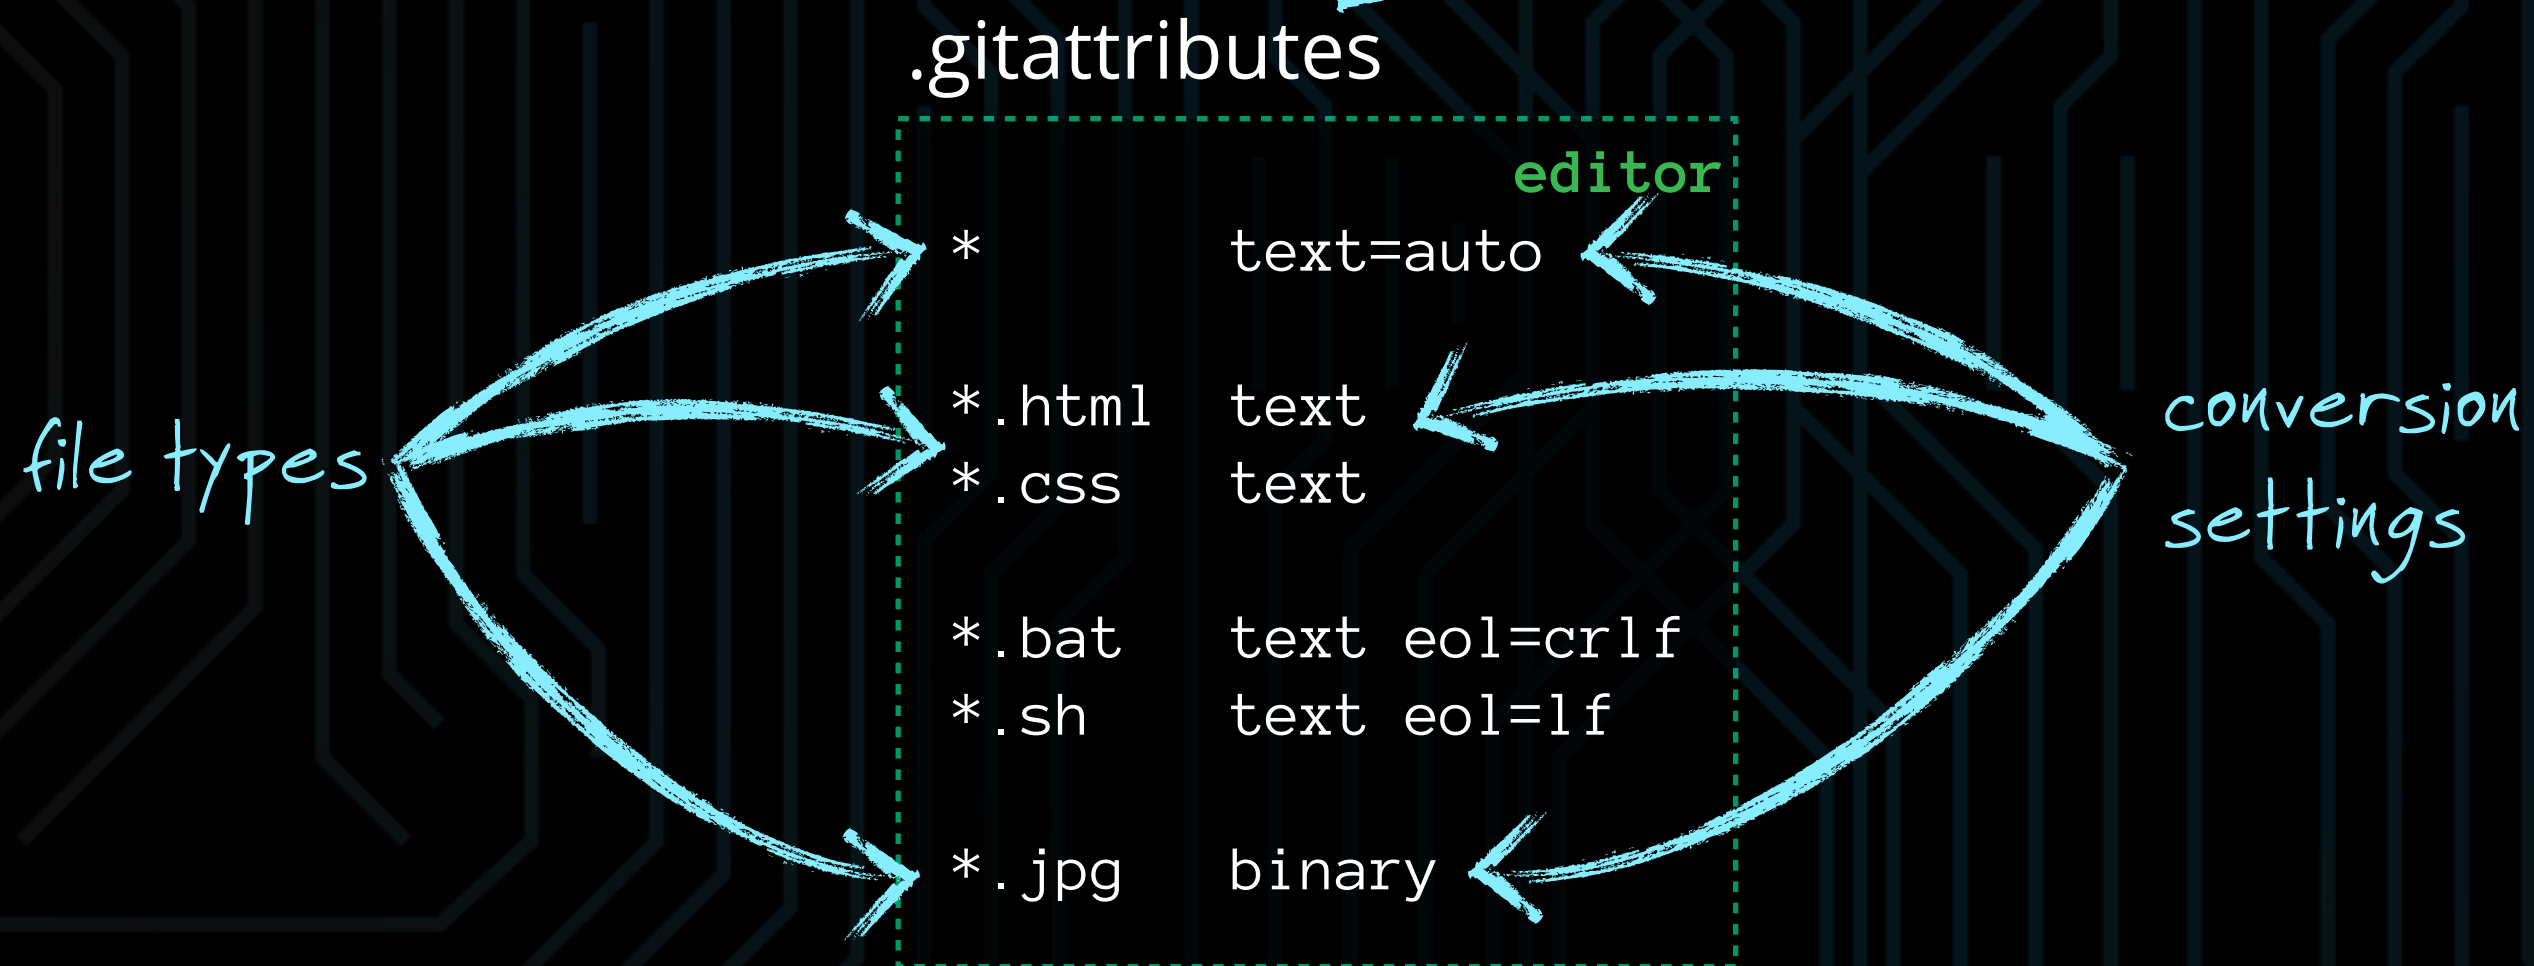 .gitattributes
editor
* text=auto
*.html text
*.css text
*.bat text eol=crlf
*.sh text eol=lf
*.jpg binary
file types
conversion
settings